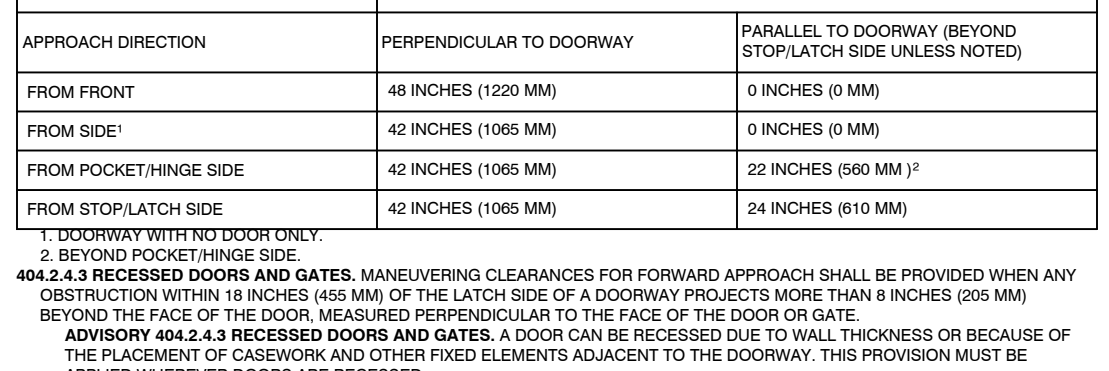 APPROACH DIRECTION PERPENDICULAR TO DOORWAY PARALLEL TO DOORWAY (BEYOND
STOP/LATCH SIDE UNLESS NOTED)
FROM FRONT 48 INCHES (1220 MM) 0 INCHES (0 MM)
FROM SIDE¹ 42 INCHES (1065 MM) 0 INCHES (0 MM)
FROM POCKET/HINGE SIDE 42 INCHES (1065 MM) 22 INCHES (560 MM )²
FROM STOP/LATCH SIDE 42 INCHES (1065 MM) 24 INCHES (610 MM)
1. DOORWAY WITH NO DOOR ONLY.
2. BEYOND POCKET/HINGE SIDE.
404.2.4.3 RECESSED DOORS AND GATES. MANEUVERING CLEARANCES FOR FORWARD APPROACH SHALL BE PROVIDED WHEN ANY
OBSTRUCTION WITHIN 18 INCHES (455 MM) OF THE LATCH SIDE OF A DOORWAY PROJECTS MORE THAN 8 INCHES (205 MM)
BEYOND THE FACE OF THE DOOR, MEASURED PERPENDICULAR TO THE FACE OF THE DOOR OR GATE.
ADVISORY 404.2.4.3 RECESSED DOORS AND GATES. A DOOR CAN BE RECESSED DUE TO WALL THICKNESS OR BECAUSE OF
THE PLACEMENT OF CASEWORK AND OTHER FIXED ELEMENTS ADJACENT TO THE DOORWAY. THIS PROVISION MUST BE
APPLIED WHEREVER DOORS ARE RECESSED.